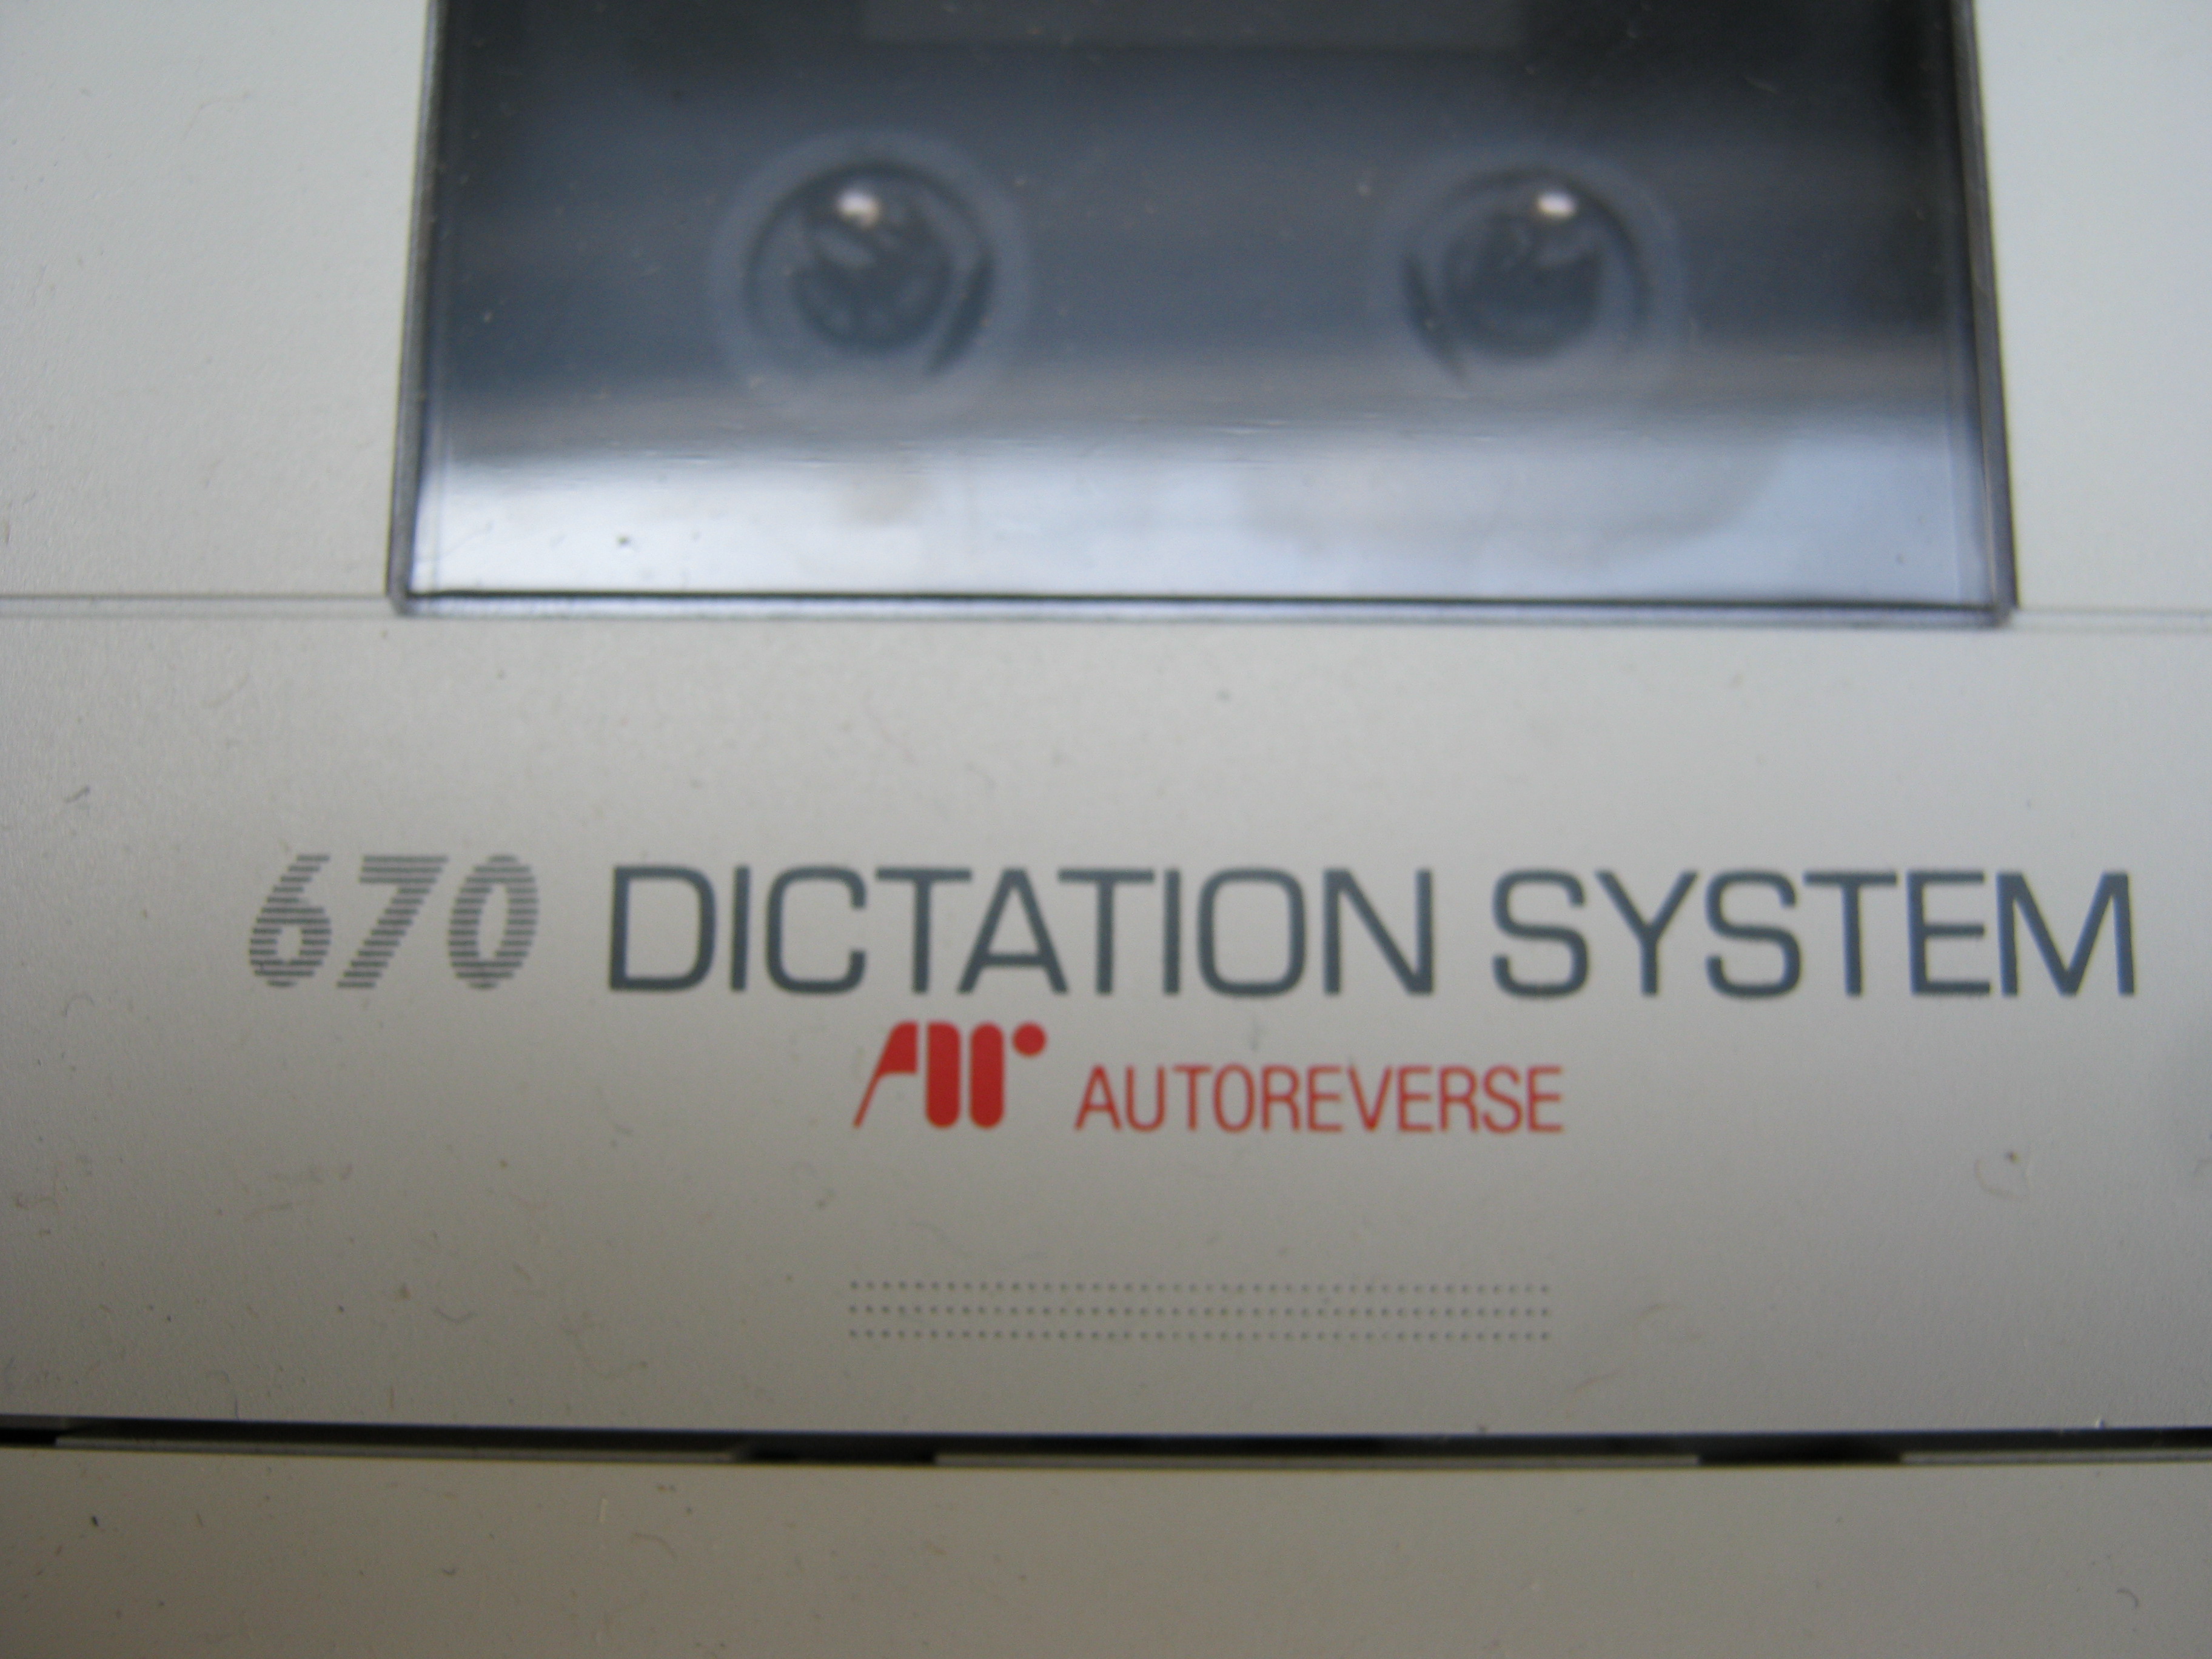 670 DICTATION SYSTEM
AUTOREVERSE